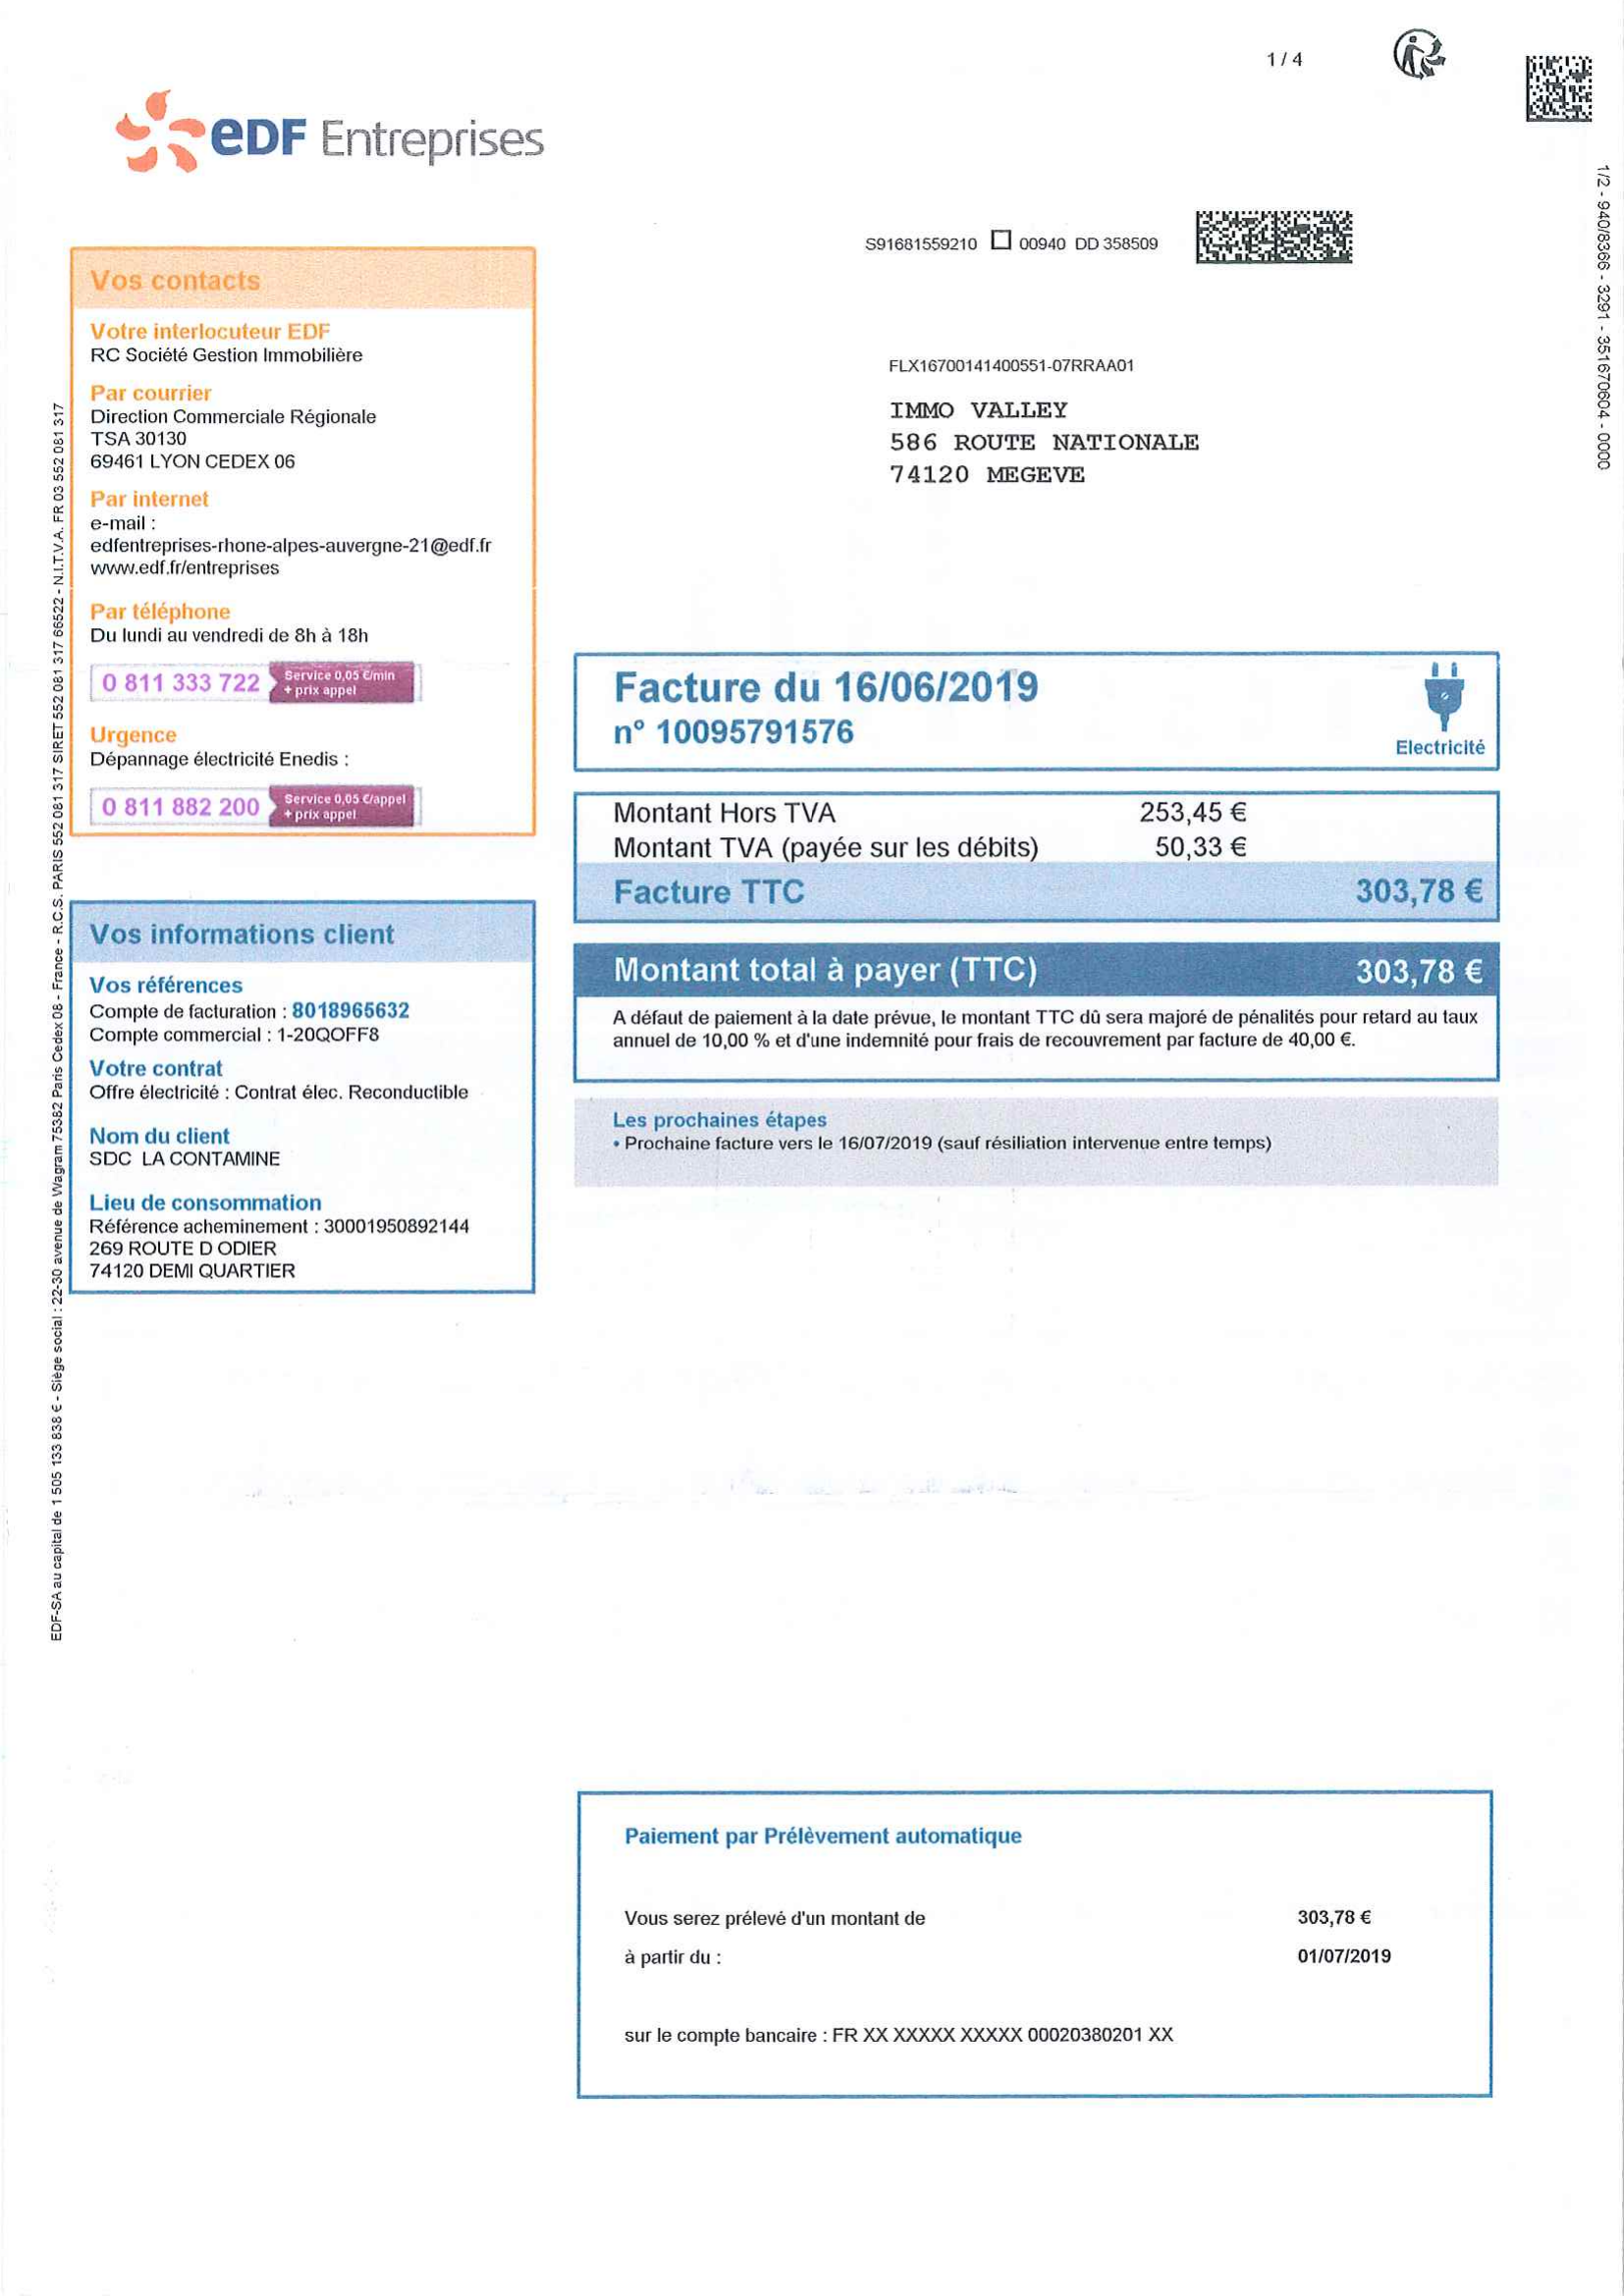 1 / 4
eDF Entreprises
1/2 - 940/8366 - 3291 - 351670604 - 0000
S91681559210 00940 DD 358509
FLX16700141400551-07RRAA01
IMMO VALLEY
586 ROUTE NATIONALE
74120 MEGEVE
Vos contacts
Votre interlocuteur EDF
RC Société Gestion Immobilière
Par courrier
Direction Commerciale Régionale
TSA 30130
69461 LYON CEDEX 06
Par internet
e-mail :
edfentreprises-rhone-alpes-auvergne-21@edf.fr
www.edf.fr/entreprises
Par téléphone
Du lundi au vendredi de 8h à 18h
0 811 333 722 Service 0,05 €/min
+ prix appel
Urgence
Dépannage électricité Enedis :
0 811 882 200 Service 0,05 €/appel
+ prix appel
Vos informations client
Vos références
Compte de facturation : 8018965632
Compte commercial : 1-20QOFF8
Votre contrat
Offre électricité : Contrat élec. Reconductible
Nom du client
SDC LA CONTAMINE
Lieu de consommation
Référence acheminement : 30001950892144
269 ROUTE D ODIER
74120 DEMI QUARTIER
Facture du 16/06/2019
n° 10095791576
Electricité
Montant Hors TVA 253,45 €
Montant TVA (payée sur les débits) 50,33 €
Facture TTC 303,78 €
Montant total à payer (TTC) 303,78 €
A défaut de paiement à la date prévue, le montant TTC dû sera majoré de pénalités pour retard au taux
annuel de 10,00 % et d'une indemnité pour frais de recouvrement par facture de 40,00 €.
Les prochaines étapes
• Prochaine facture vers le 16/07/2019 (sauf résiliation intervenue entre temps)
Paiement par Prélèvement automatique
Vous serez prélevé d'un montant de 303,78 €
à partir du : 01/07/2019
sur le compte bancaire : FR XX XXXXX XXXXX 00020380201 XX
EDF-SA au capital de 1 505 133 838 € - Siège social : 22-30 avenue de Wagram 75382 Paris Cedex 08 - France - R.C.S. PARIS 552 081 317 SIRET 552 081 317 66522 - N.I.T.V.A. FR 03 552 081 317